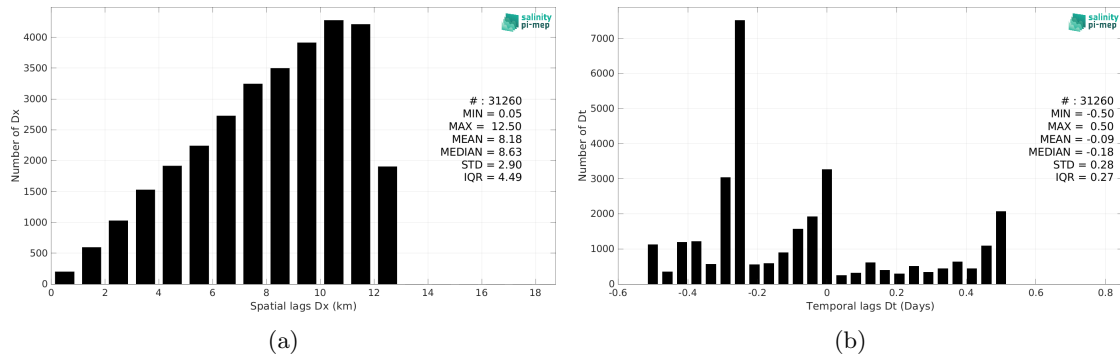 salinity
pi-mep
4000
3500
3000
2500
2000
1500
1000
500
0
Number of Dx
# : 31260
MIN = 0.05
MAX = 12.50
MEAN = 8.18
MEDIAN = 8.63
STD = 2.90
IQR = 4.49
0 2 4 6 8 10 12 14 16 18
Spatial lags Dx (km)
(a)
salinity
pi-mep
7000
6000
5000
4000
3000
2000
1000
0
Number of Dt
# : 31260
MIN = -0.50
MAX = 0.50
MEAN = -0.09
MEDIAN = -0.18
STD = 0.28
IQR = 0.27
-0.6 -0.4 -0.2 0 0.2 0.4 0.6 0.8
Temporal lags Dt (Days)
(b)